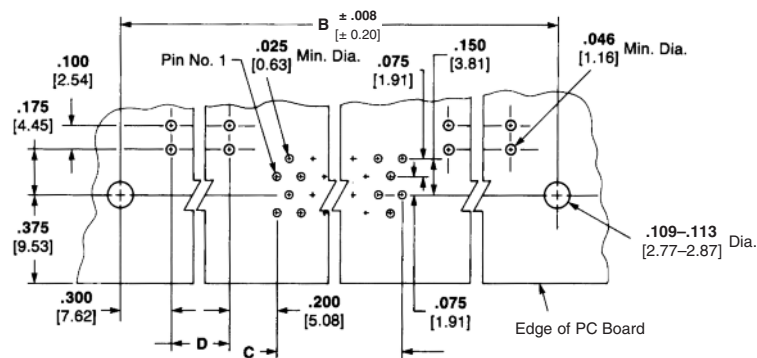 B ± .008
[± 0.20]
.100
[2.54]
Pin No. 1
.025
[0.63] Min. Dia.
.075
[1.91]
.150
[3.81]
.046
[1.16] Min. Dia.
.175
[4.45]
.375
[9.53]
.109–.113
[2.77–2.87] Dia.
.300
[7.62]
D
C
.200
[5.08]
.075
[1.91]
Edge of PC Board